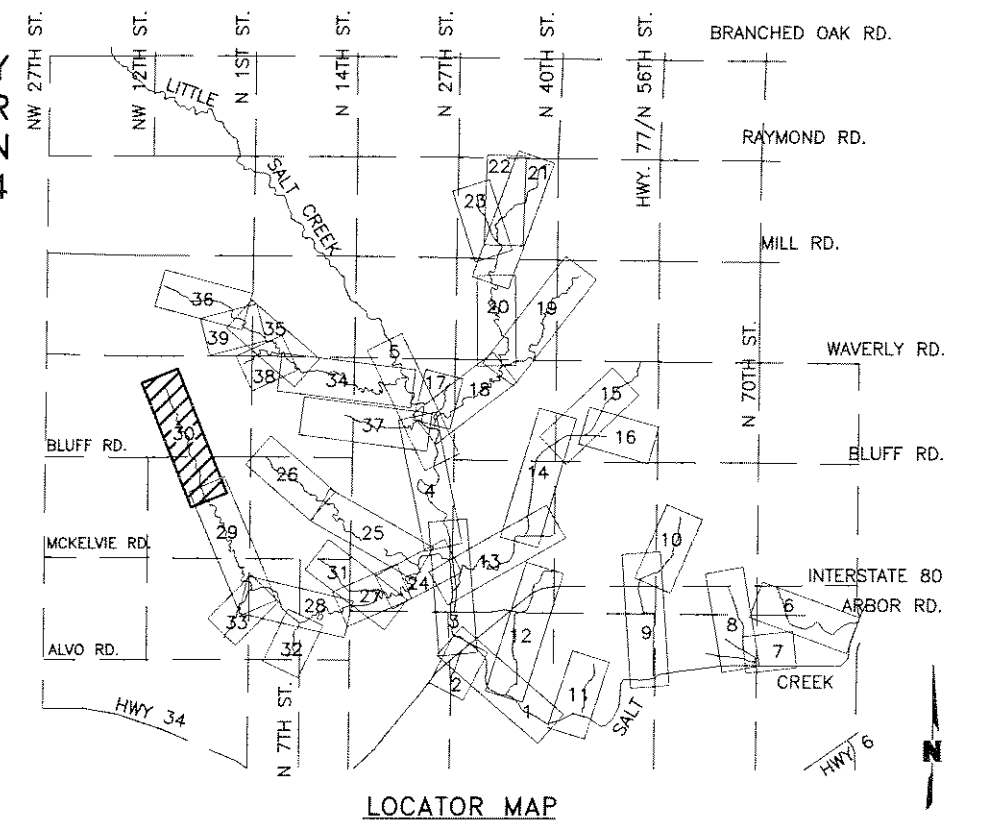 Y
R
N
4
NW 27TH ST.
NW 12TH ST.
N 1ST ST.
N 14TH ST.
N 27TH ST.
N 40TH ST.
HWY. 77/N 56TH ST.
BRANCHED OAK RD.
LITTLE
SALT CREEK
RAYMOND RD.
22
21
23
MILL RD.
36
20
19
39
35
5
N 70TH ST.
WAVERLY RD.
38
34
17
18
15
30
37
16
BLUFF RD.
BLUFF RD.
26
14
4
29
25
10
MCKELVIE RD.
13
31
24
INTERSTATE 80
27
28
6
ARBOR RD.
33
3
12
9
8
ALVO RD.
32
7
2
11
CREEK
1
SALT
HWY 34
N 7TH ST.
HWY 6
N
LOCATOR MAP